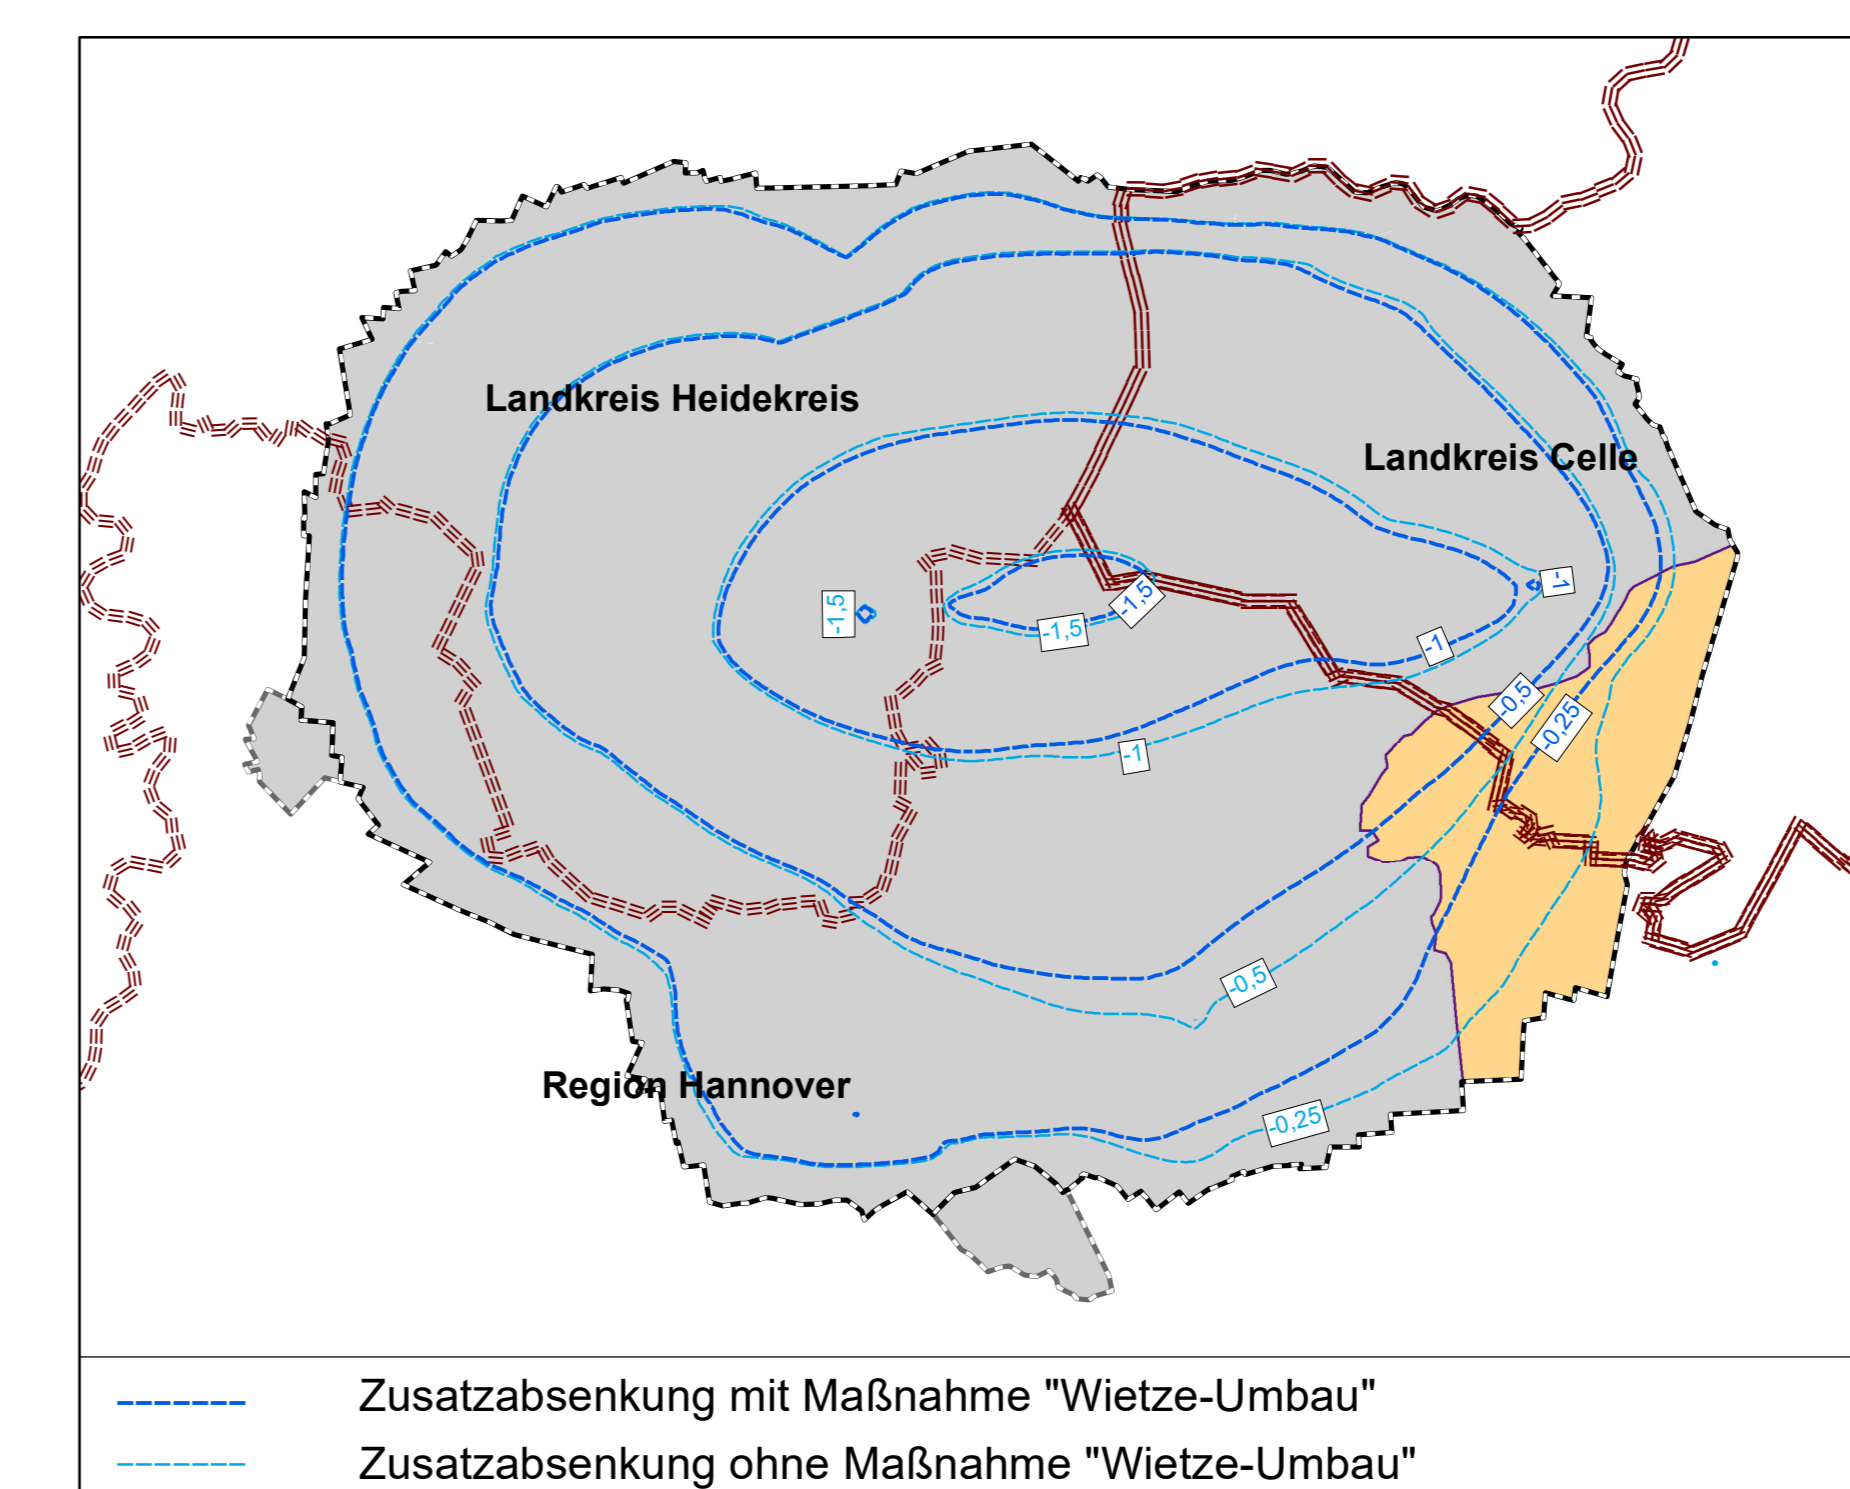 Landkreis Heidekreis
Landkreis Celle
-1
-1,5
-1,5
-1,5
-1
-0,5
-0,25
-1
-0,5
Region Hannover
-0,25
Zusatzabsenkung mit Maßnahme "Wietze-Umbau"
Zusatzabsenkung ohne Maßnahme "Wietze-Umbau"